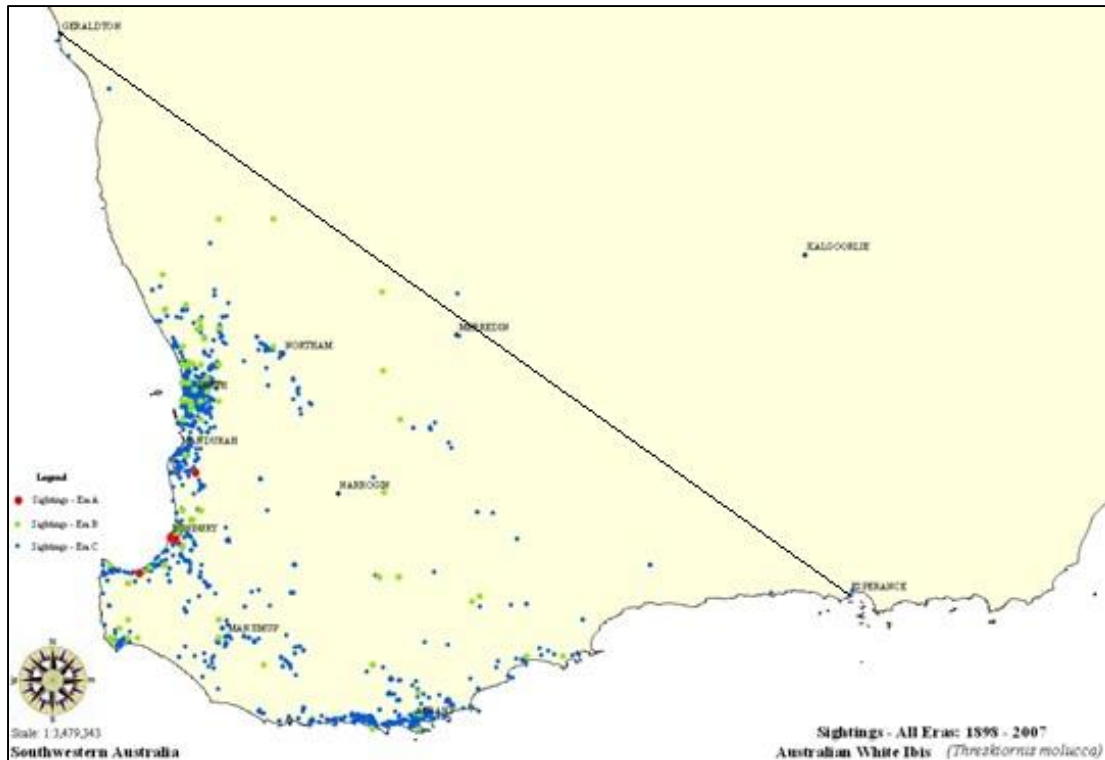 GERALDTON
KALGOORLIE
MERREDIN
NORTHAM
MANDURAH
Legend
NARROGIN
Sightings - Era A
Sightings - Era B
Sightings - Era C
BUNBURY
ESPERANCE
MANJIMUP
N
Scale: 1:3,479,343
Sightings - All Eras: 1898 - 2007
Southwestern Australia
Australian White Ibis (Threskiornis molucca)